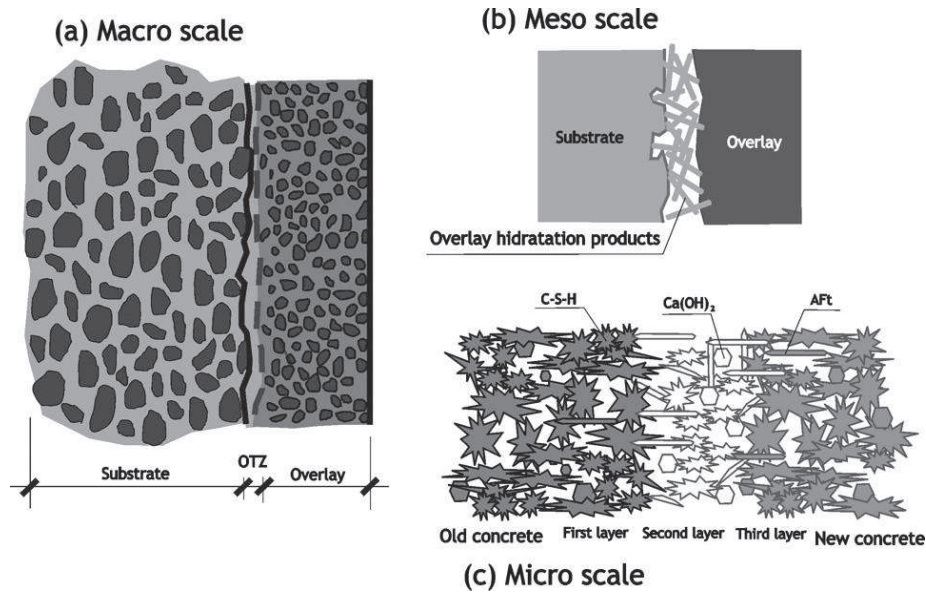 (a) Macro scale
Substrate
OTZ
Overlay
(b) Meso scale
Substrate
Overlay
Overlay hidratation products
C-S-H
Ca(OH)₂
AFt
Old concrete
First layer
Second layer
Third layer
New concrete
(c) Micro scale